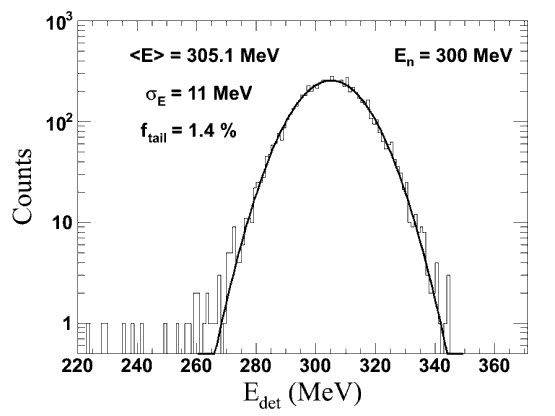 10³
<E> = 305.1 MeV
Eₙ = 300 MeV
σ_E = 11 MeV
f_tail = 1.4 %
10²
Counts
10
1
220 240 260 280 300 320 340 360
E_det (MeV)